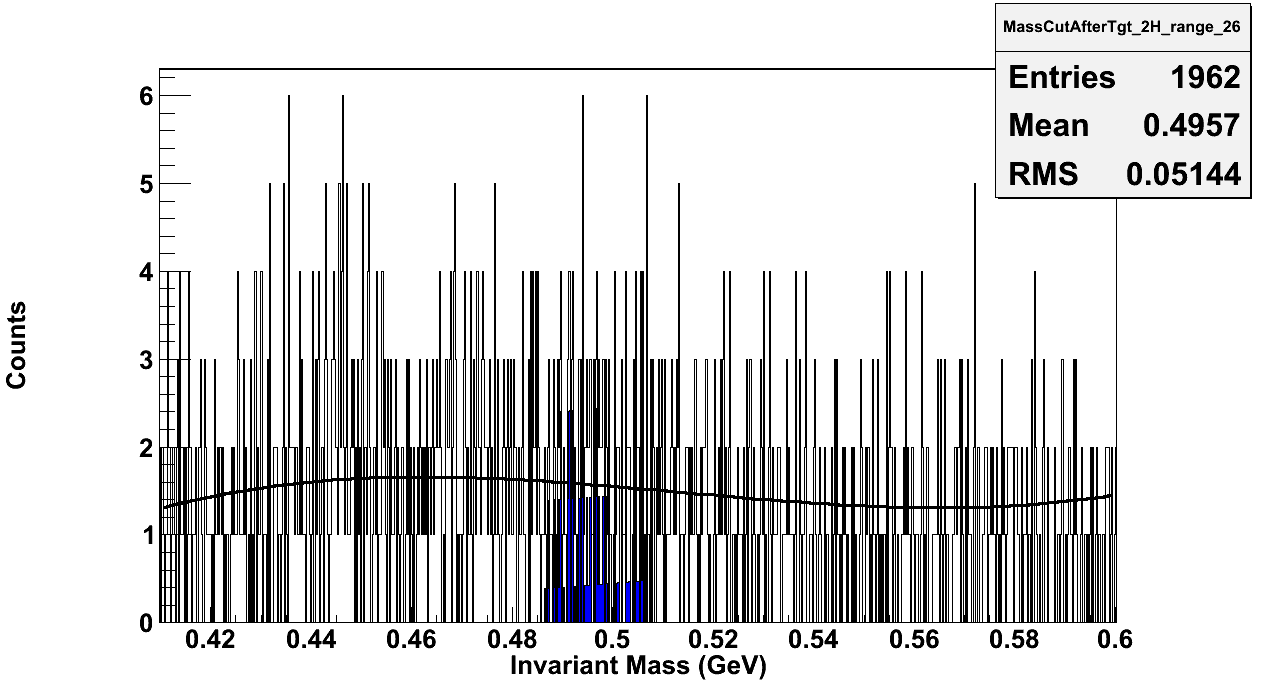 MassCutAfterTgt_2H_range_26
Entries 1962
Mean 0.4957
RMS 0.05144
6
5
4
3
2
1
0
Counts
0.42 0.44 0.46 0.48 0.5 0.52 0.54 0.56 0.58 0.6
Invariant Mass (GeV)